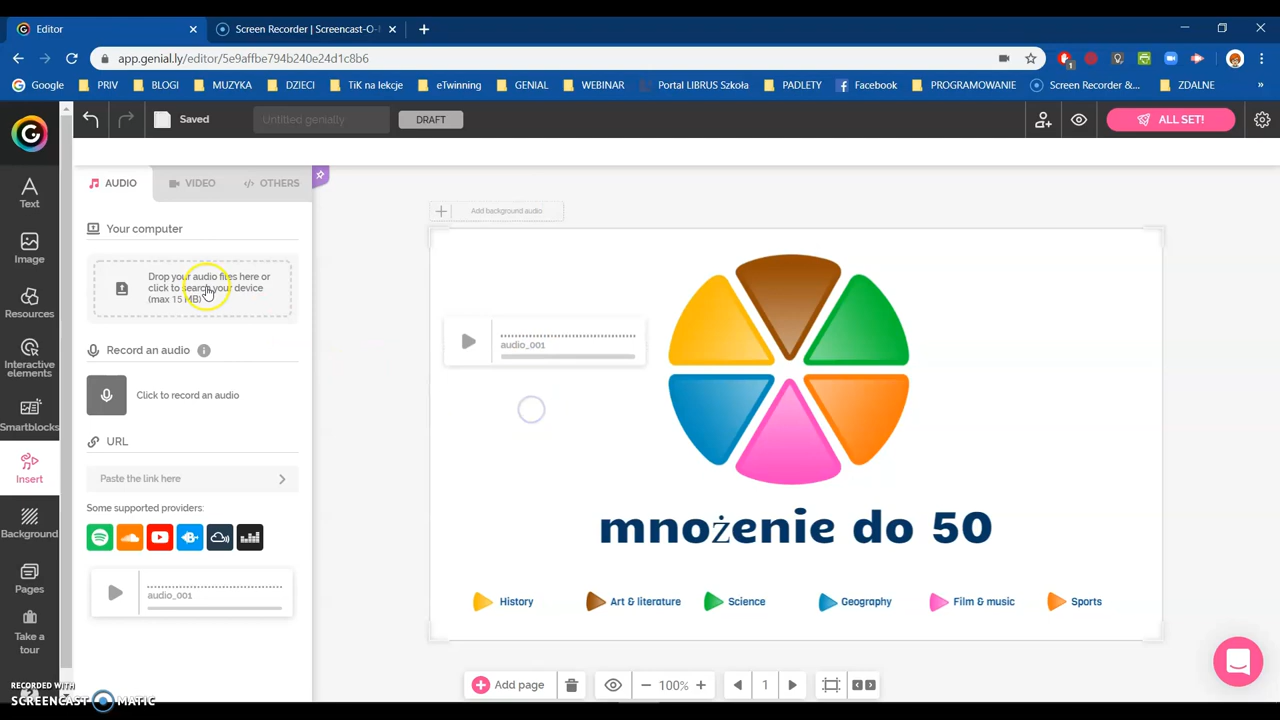 Editor
Screen Recorder | Screencast-O-
app.genial.ly/editor/5e9affbe794b240e24d1c8b6
Google
PRIV
BLOGI
MUZYKA
DZIECI
TiK na lekcje
eTwinning
GENIAL
WEBINAR
Portal LIBRUS Szkoła
PADLETY
Facebook
PROGRAMOWANIE
Screen Recorder &...
ZDALNE
»
Saved
Untitled genially
DRAFT
ALL SET!
Text
Image
Resources
Interactive
elements
Smartblocks
Insert
Background
Pages
Take a
tour
AUDIO
VIDEO
OTHERS
Your computer
Drop your audio files here or
click to search your device
(max 15 MB)
Record an audio
Click to record an audio
URL
Paste the link here
Some supported providers:
audio_001
Add background audio
audio_001
mnożenie do 50
History
Art & literature
Science
Geography
Film & music
Sports
Add page
100%
1
RECORDED WITH
SCREENCAST MATIC